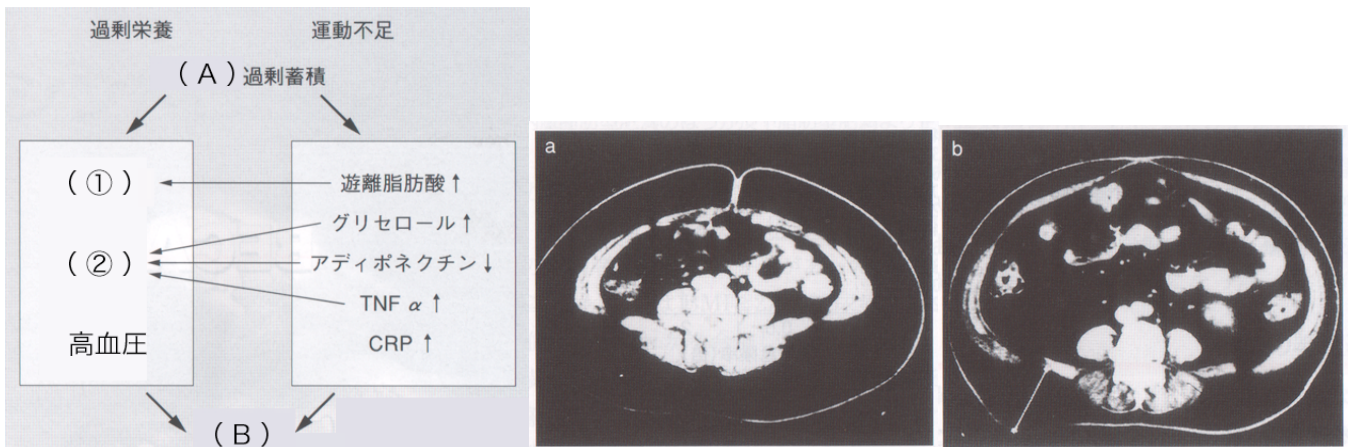 過剰栄養 運動不足
( A ) 過剰蓄積
( ① )
( ② )
高血圧
遊離脂肪酸↑
グリセロール↑
アディポネクチン↓
TNF α ↑
CRP ↑
( B )
a
b